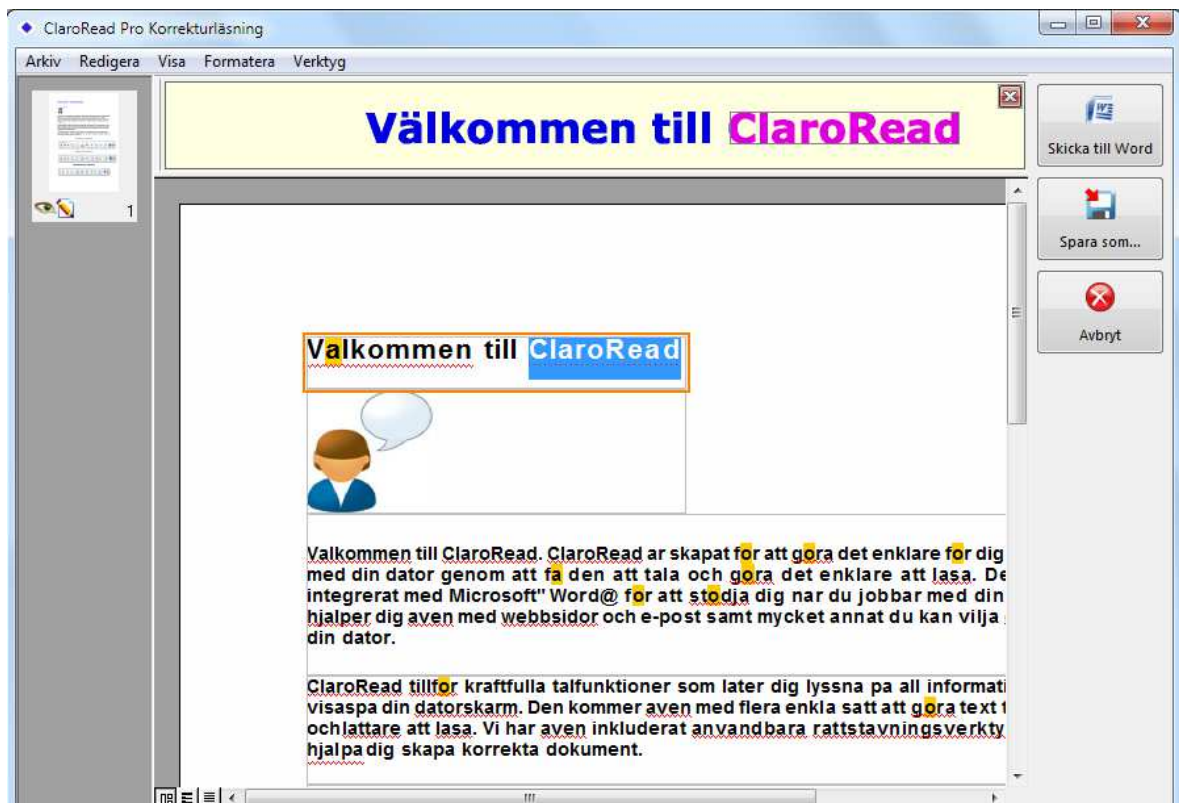 ClaroRead Pro Korrekturläsning
Arkiv Redigera Visa Formatera Verktyg
Välkommen till ClaroRead
Skicka till Word
Spara som...
Avbryt
1
Valkommen till ClaroRead
Valkommen till ClaroRead. ClaroRead ar skapat for att gora det enklare for dig
med din dator genom att fa den att tala och gora det enklare att lasa. De
integrerat med Microsoft" Word@ for att stodja dig nar du jobbar med din
hjalper dig aven med webbsidor och e-post samt mycket annat du kan vilja
din dator.
ClaroRead tillfor kraftfulla talfunktioner som later dig lyssna pa all informati
visaspa din datorskarm. Den kommer aven med flera enkla satt att gora text t
ochlattare att lasa. Vi har aven inkluderat anvandbara rattstavningsverkty
hjalpa dig skapa korrekta dokument.